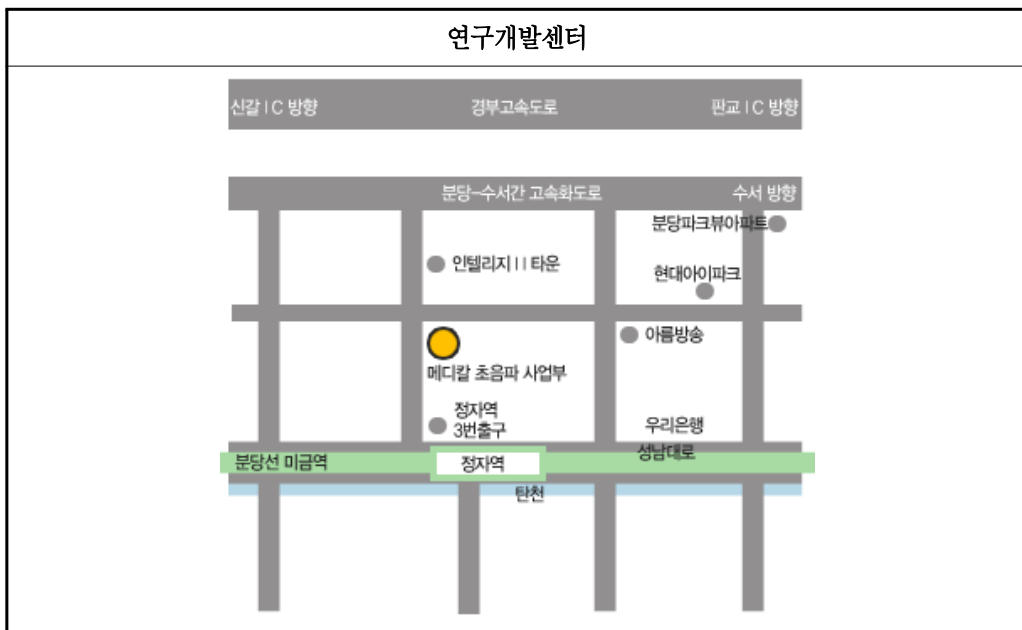 연구개발센터
신갈 IC 방향 경부고속도로 판교 IC 방향
분당-수서간 고속화도로 수서 방향
분당파크뷰아파트
인텔리지 II 타운
현대아이파크
아름방송
메디칼 초음파 사업부
정자역
3번출구
우리은행
성남대로
분당선 미금역 정자역
탄천